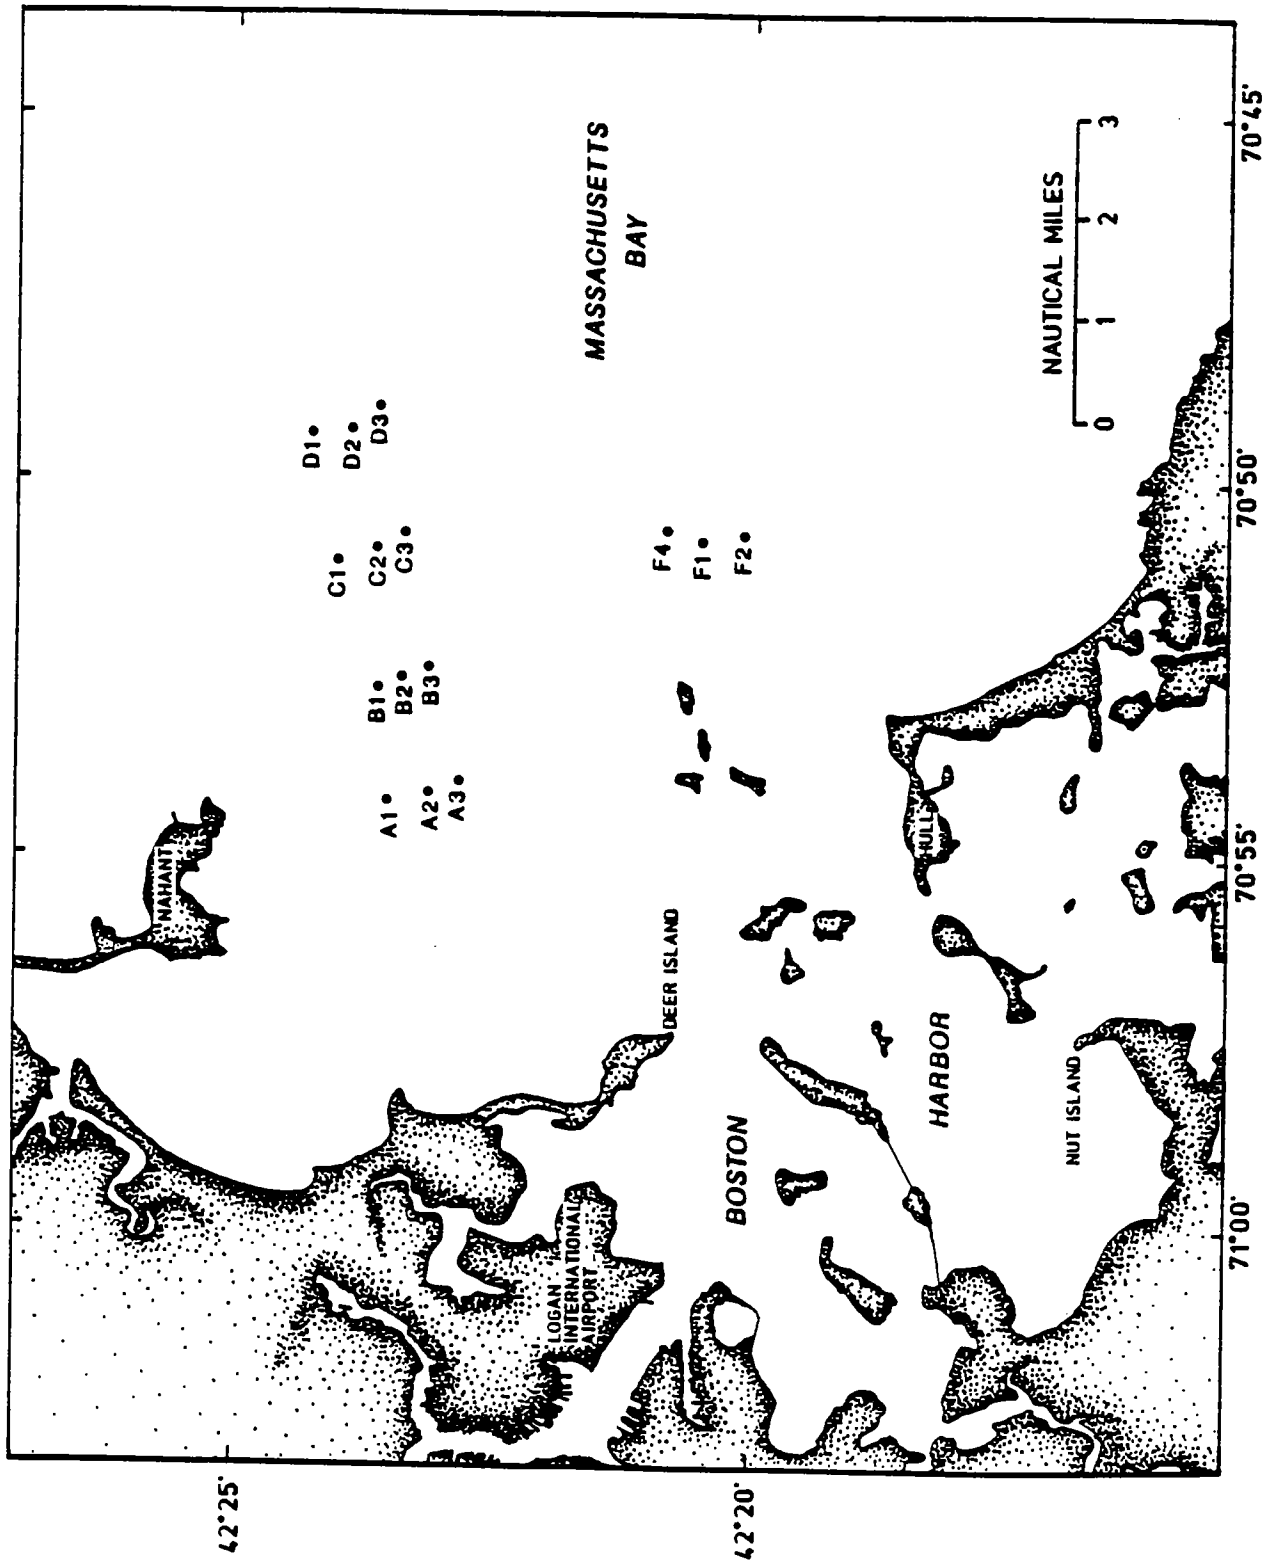 MASSACHUSETTS
BAY
NAHANT
D1
D2
D3
C1
C2
C3
B1
B2
B3
A1
A2
A3
F4
F1
F2
DEER ISLAND
LOGAN
INTERNATIONAL
AIRPORT
BOSTON
HARBOR
HULL
NUT ISLAND
NAUTICAL MILES
0 1 2 3
42°25'
42°20'
71°00'
70°55'
70°50'
70°45'